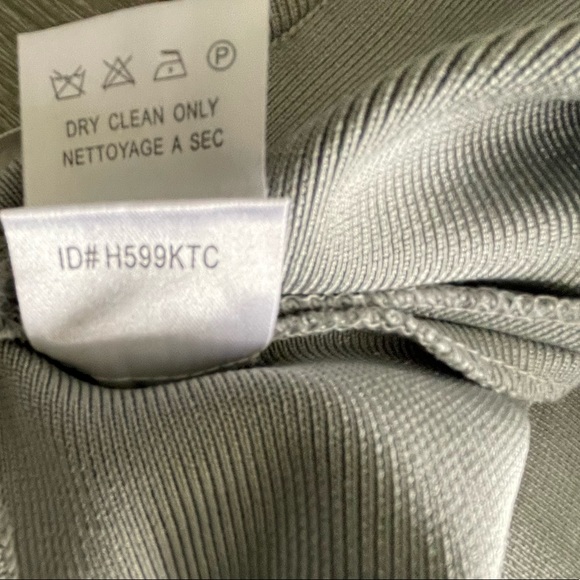 P
DRY CLEAN ONLY
NETTOYAGE A SEC
ID# H599KTC